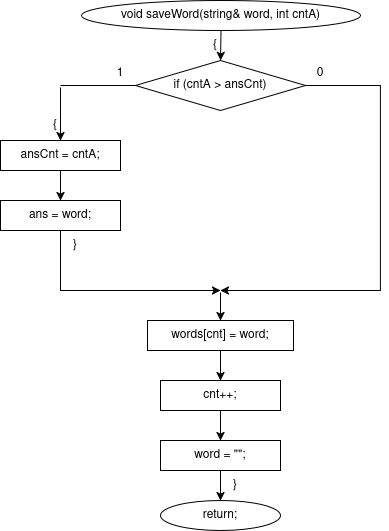 void saveWord(string& word, int cntA)
{
if (cntA > ansCnt)
1
0
{
ansCnt = cntA;
ans = word;
}
words[cnt] = word;
cnt++;
word = "";
}
return;